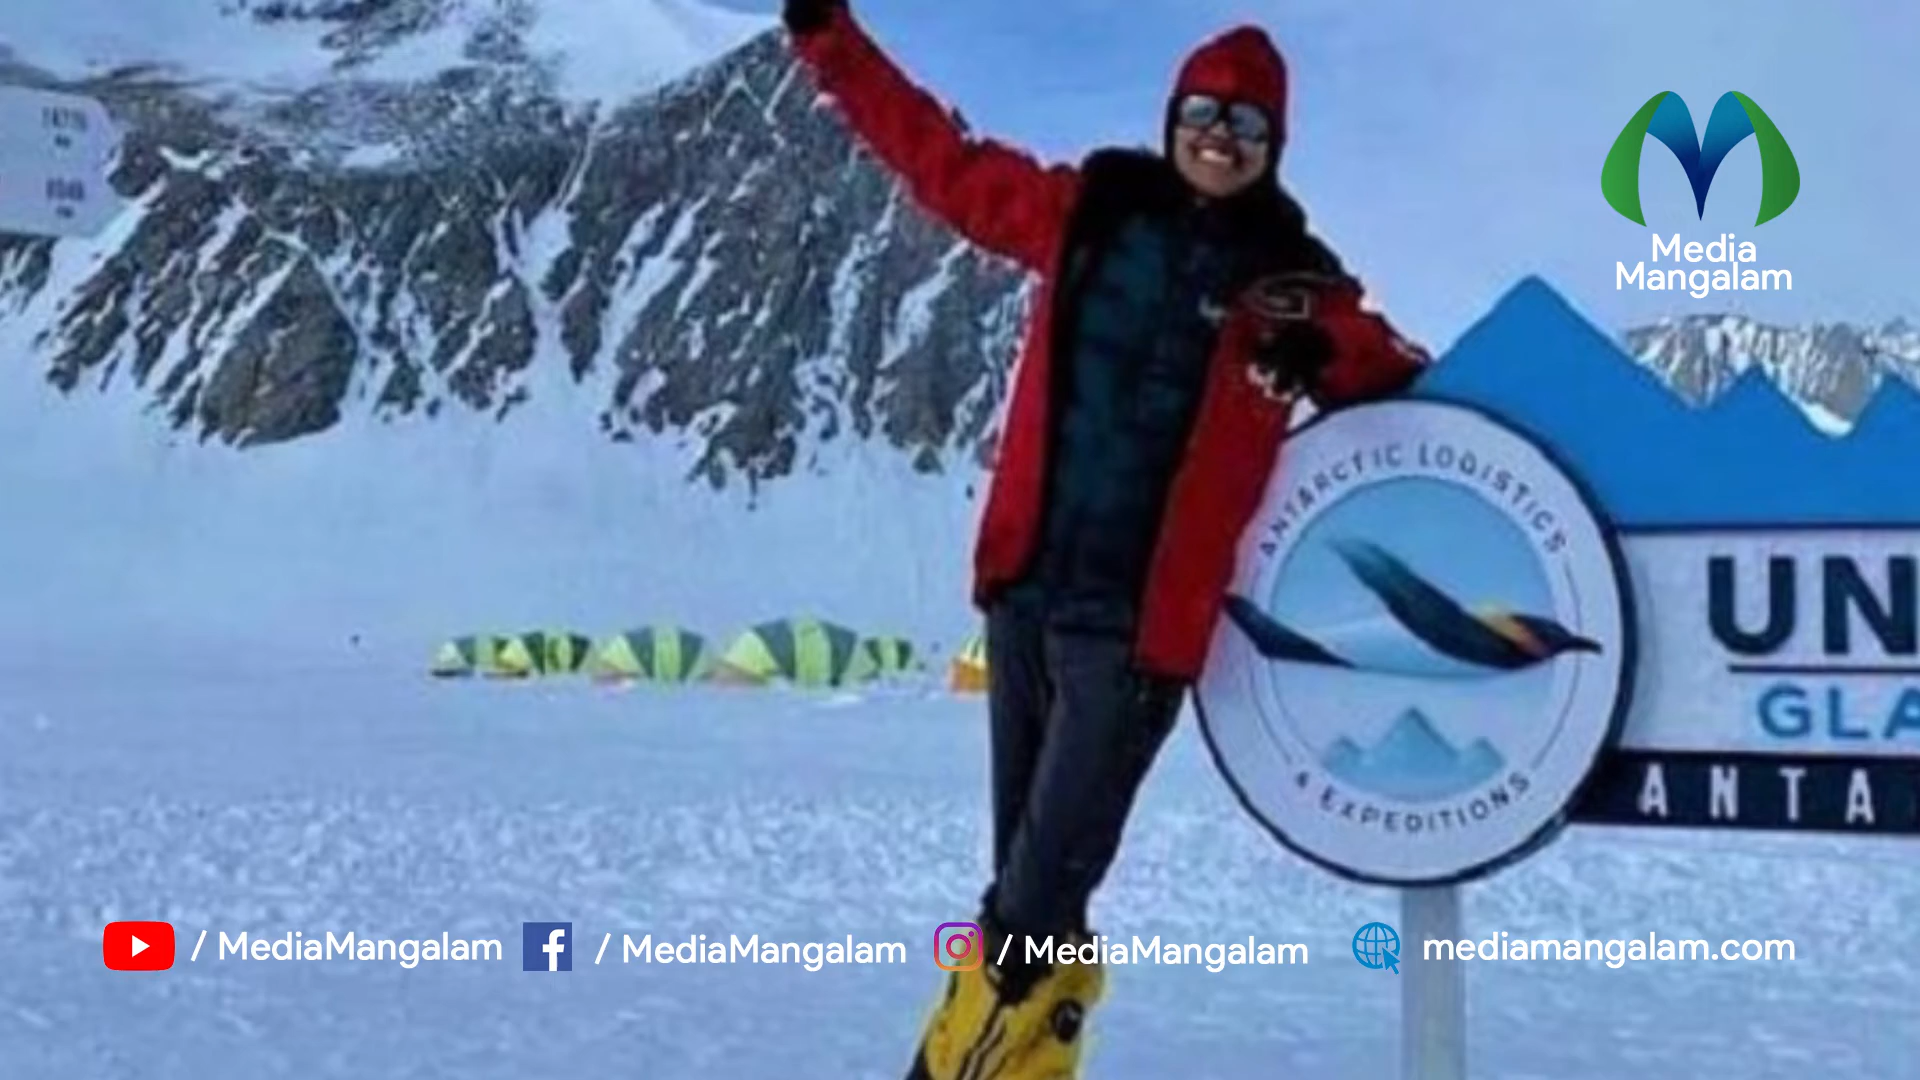 Media
Mangalam
ANTARCTIC LOGISTICS
& EXPEDITIONS
UN
GLA
ANTA
/ MediaMangalam
/ MediaMangalam
/ MediaMangalam
mediamangalam.com